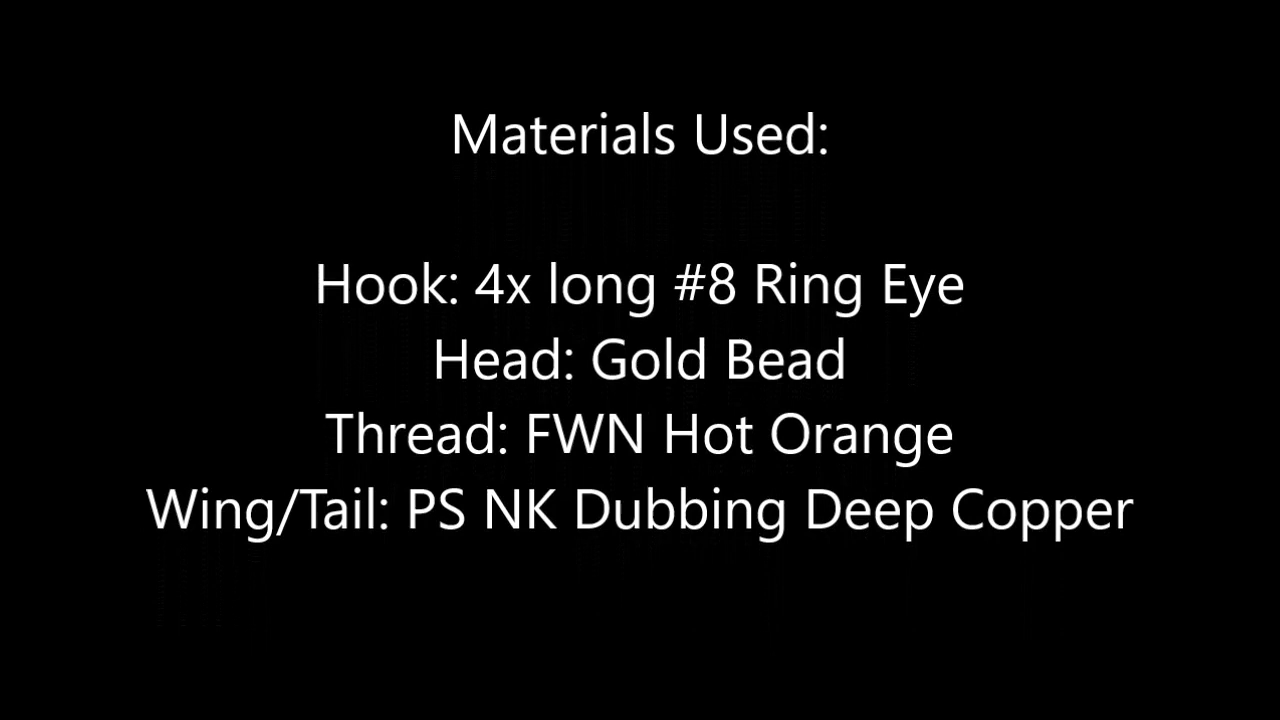 Materials Used:
Hook: 4x long #8 Ring Eye
Head: Gold Bead
Thread: FWN Hot Orange
Wing/Tail: PS NK Dubbing Deep Copper